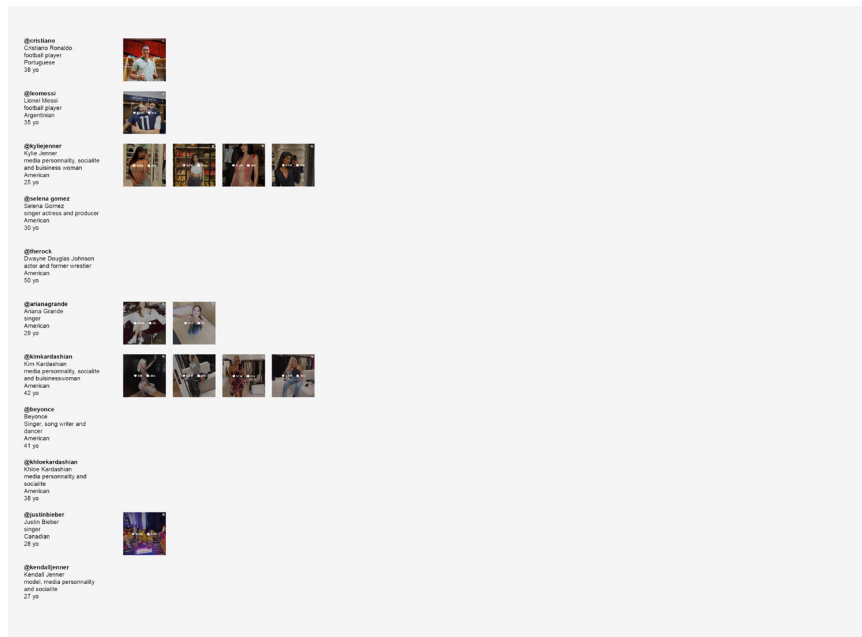 @cristiano
Cristiano Ronaldo
football player
Portuguese
38 yo
@leomessi
Lionel Messi
football player
Argentinian
35 yo
@kyliejenner
Kylie Jenner
media personnality, socialite
and buisiness woman
American
25 yo
@selena gomez
Selena Gomez
singer actress and producer
American
30 yo
@therock
Dwayne Douglas Johnson
actor and former wrestler
American
50 yo
@arianagrande
Ariana Grande
singer
American
29 yo
@kimkardashian
Kim Kardashian
media personnality, socialite
and buisinesswoman
American
42 yo
@beyonce
Beyonce
Singer, song writer and
dancer
American
41 yo
@khloekardashian
Khloe Kardashian
media personnality and
socialite
American
38 yo
@justinbieber
Justin Bieber
singer
Canadian
28 yo
@kendalljenner
Kendall Jenner
model, media personnality
and socialite
27 yo